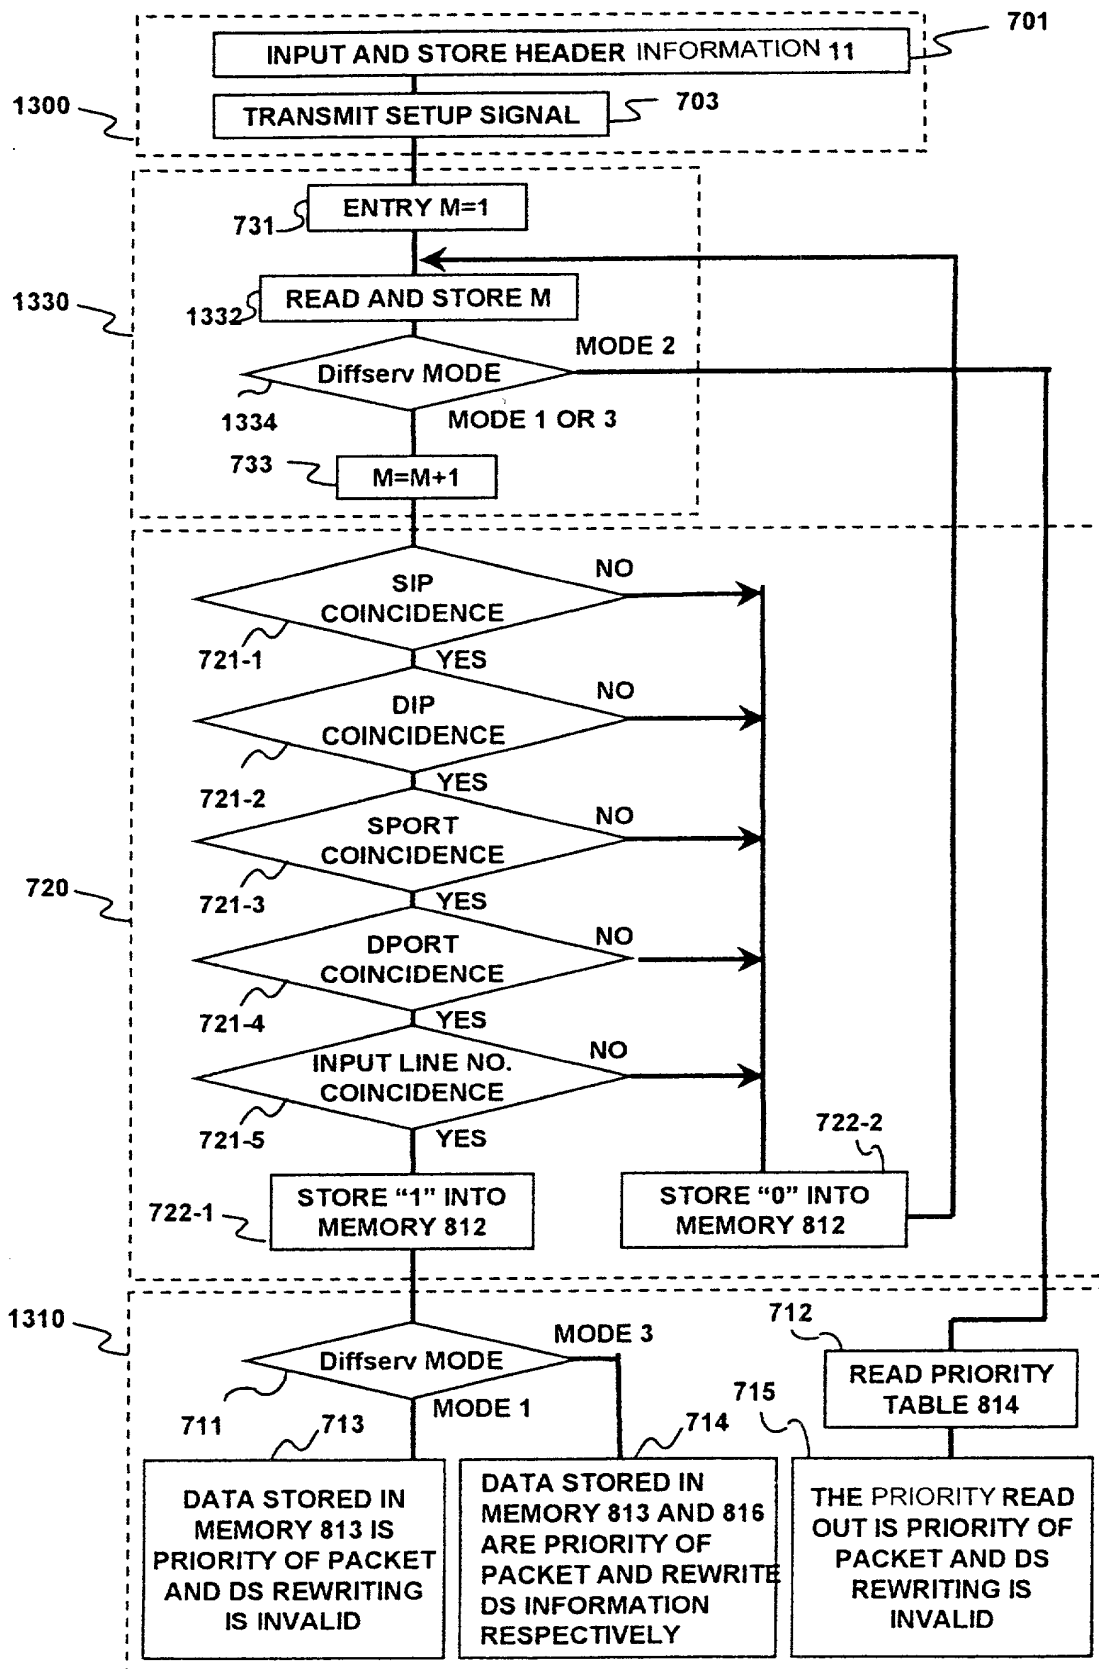 701
INPUT AND STORE HEADER INFORMATION 11
1300
703
TRANSMIT SETUP SIGNAL
ENTRY M=1
731
1330
READ AND STORE M
1332
MODE 2
Diffserv MODE
1334
MODE 1 OR 3
733
M=M+1
SIP
COINCIDENCE
NO
721-1
YES
DIP
COINCIDENCE
NO
721-2
YES
SPORT
COINCIDENCE
NO
720
721-3
YES
DPORT
COINCIDENCE
NO
721-4
YES
INPUT LINE NO.
COINCIDENCE
NO
721-5
YES
722-2
722-1
STORE “1” INTO
MEMORY 812
STORE “0” INTO
MEMORY 812
1310
MODE 3
712
Diffserv MODE
711
MODE 1
READ PRIORITY
TABLE 814
713
714
715
DATA STORED IN
MEMORY 813 IS
PRIORITY OF PACKET
AND DS REWRITING
IS INVALID
DATA STORED IN
MEMORY 813 AND 816
ARE PRIORITY OF
PACKET AND REWRITE
DS INFORMATION
RESPECTIVELY
THE PRIORITY READ
OUT IS PRIORITY OF
PACKET AND DS
REWRITING IS
INVALID